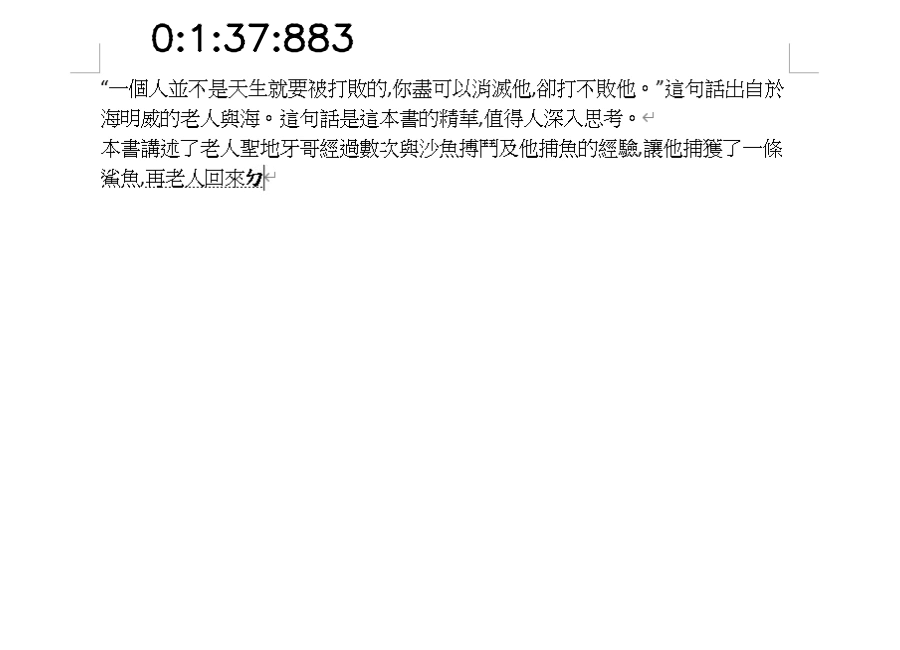 0:1:37:883
“一個人並不是天生就要被打敗的,你盡可以消滅他,卻打不敗他。”這句話出自於
海明威的老人與海。這句話是這本書的精華,值得人深入思考。↵
本書講述了老人聖地牙哥經過數次與沙魚搏鬥及他捕魚的經驗,讓他捕獲了一條
鯊魚,再老人回來ㄉ↵